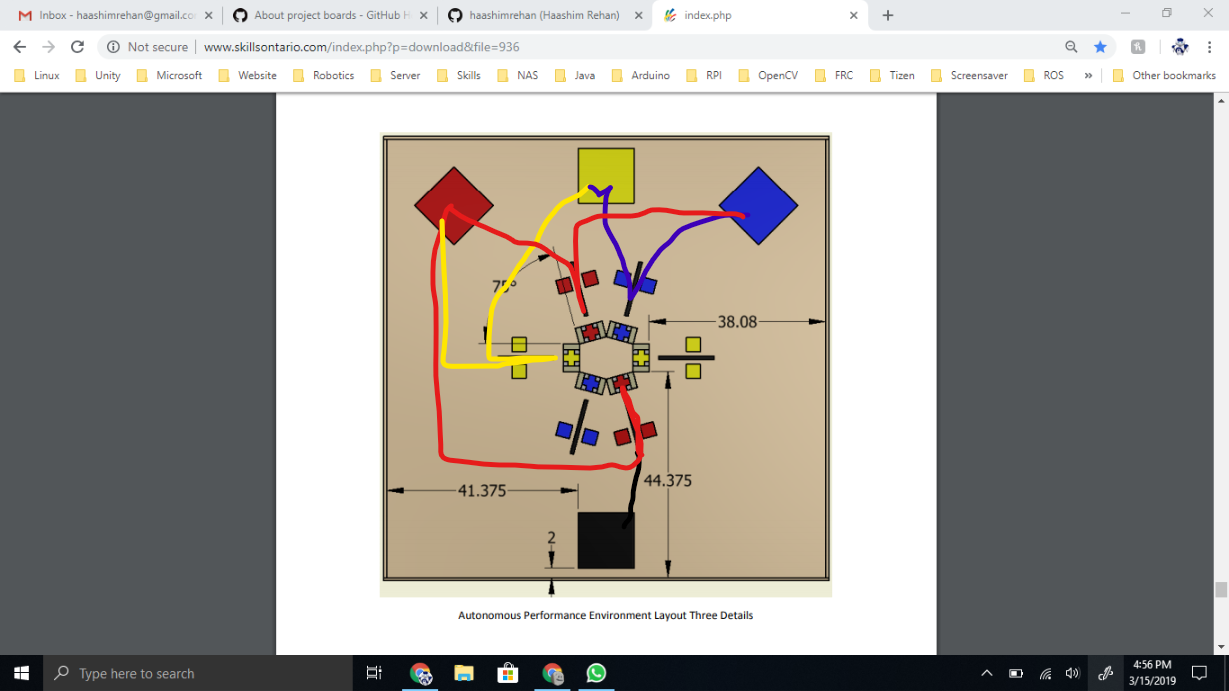 Inbox - haashimrehan@gmail.co
About project boards - GitHub H
haashimrehan (Haashim Rehan)
index.php
Not secure
www.skillsontario.com/index.php?p=download&file=936
Linux
Unity
Microsoft
Website
Robotics
Server
Skills
NAS
Java
Arduino
RPI
OpenCV
FRC
Tizen
Screensaver
ROS
»
Other bookmarks
75°
38.08
41.375
44.375
2
Autonomous Performance Environment Layout Three Details
Type here to search
4:56 PM
3/15/2019